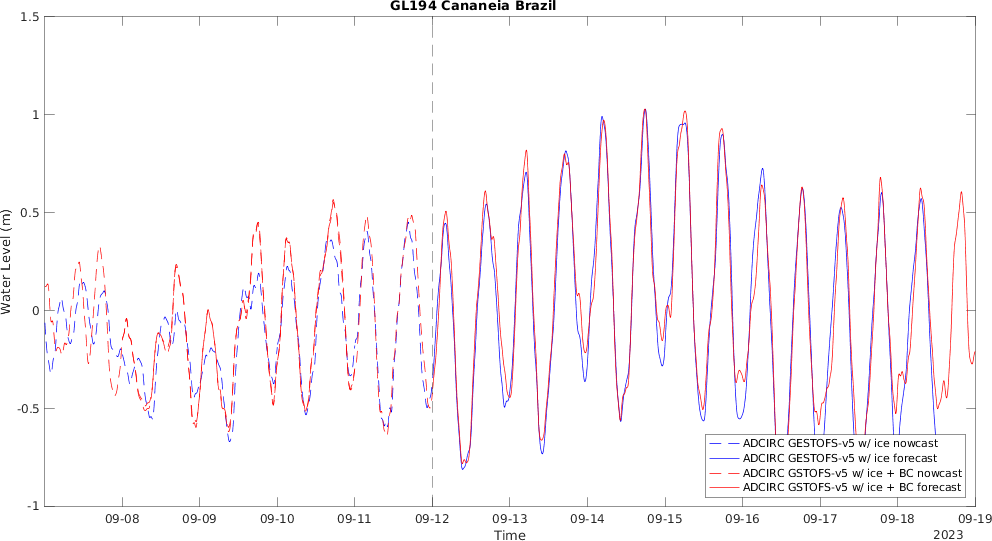 GL194 Cananeia Brazil
1.5
1
0.5
0
-0.5
-1
Water Level (m)
ADCIRC GESTOFS-v5 w/ ice nowcast
ADCIRC GESTOFS-v5 w/ ice forecast
ADCIRC GSTOFS-v5 w/ ice + BC nowcast
ADCIRC GSTOFS-v5 w/ ice + BC forecast
09-08 09-09 09-10 09-11 09-12 09-13 09-14 09-15 09-16 09-17 09-18 09-19
Time
2023